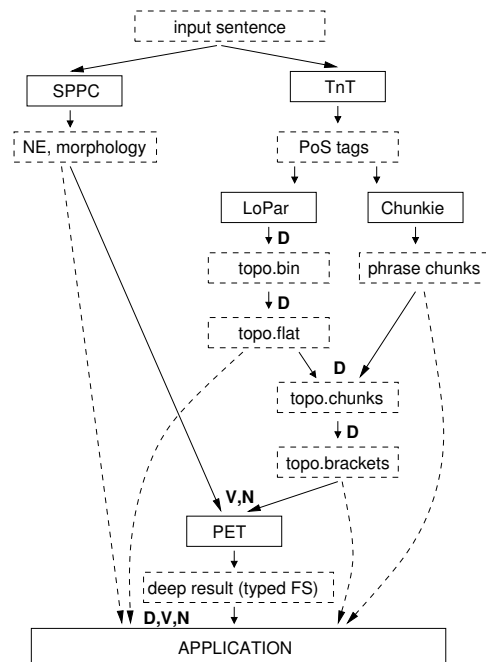 input sentence
SPPC
TnT
NE, morphology
PoS tags
LoPar
Chunkie
D
topo.bin
phrase chunks
D
topo.flat
D
topo.chunks
D
topo.brackets
V,N
PET
deep result (typed FS)
D,V,N
APPLICATION